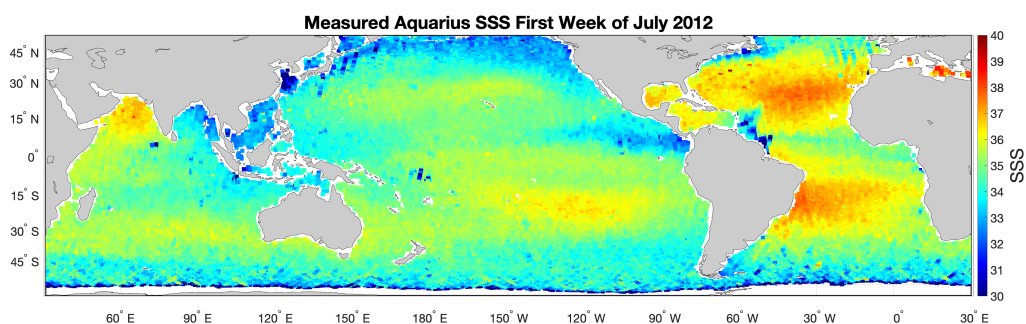 Measured Aquarius SSS First Week of July 2012
45° N
30° N
15° N
0°
15° S
30° S
45° S
60° E
90° E
120° E
150° E
180° E
150° W
120° W
90° W
60° W
30° W
0°
30° E
40
39
38
37
36
35
34
33
32
31
30
SSS